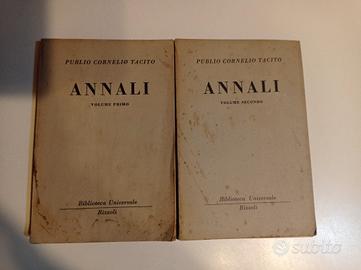 PUBLIO CORNELIO TACITO
ANNALI
VOLUME PRIMO
Biblioteca Universale
Rizzoli
PUBLIO CORNELIO TACITO
ANNALI
VOLUME SECONDO
Biblioteca Universale
Rizzoli
subito